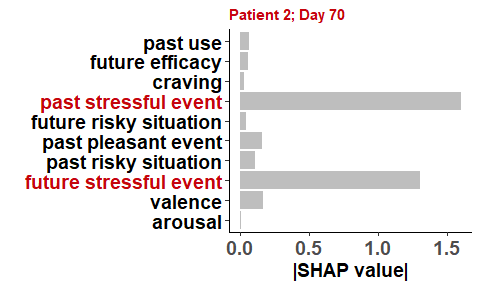 Patient 2; Day 70
past use
future efficacy
craving
past stressful event
future risky situation
past pleasant event
past risky situation
future stressful event
valence
arousal
0.0 0.5 1.0 1.5
|SHAP value|